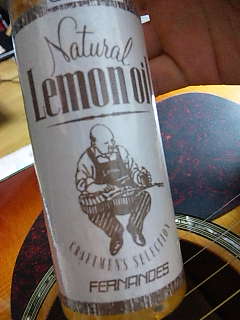 Natural
Lemon oil
CRAFTMEN'S SELECTION
FERNANDES